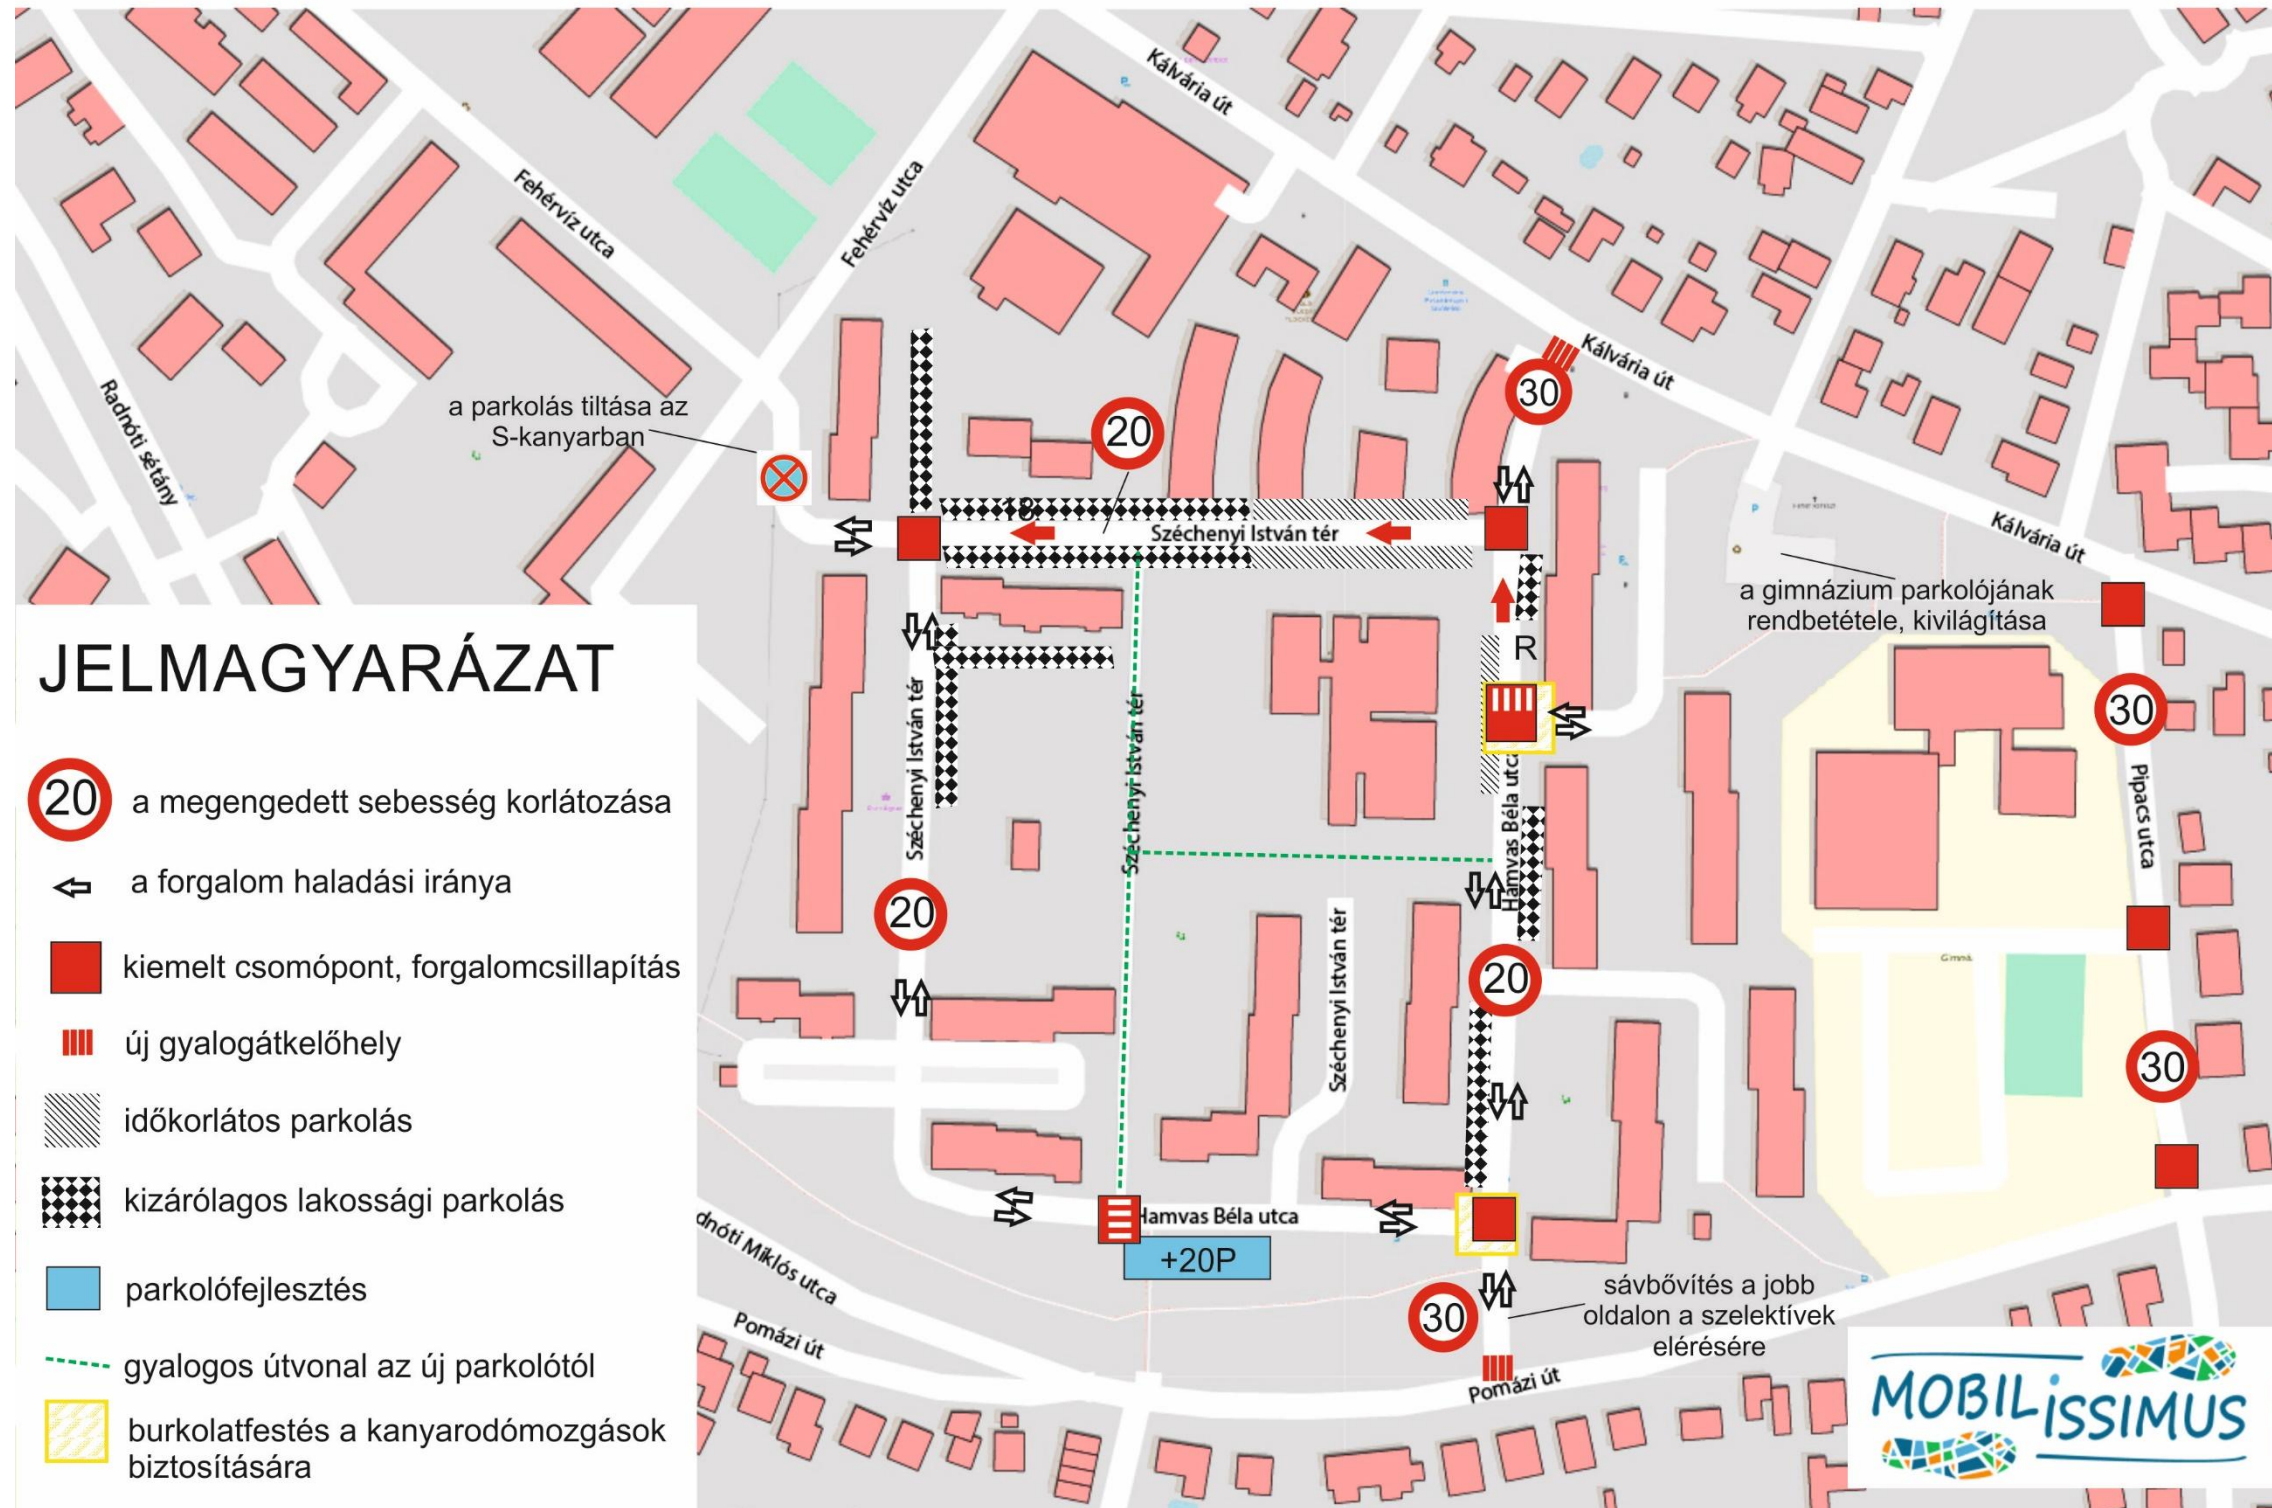 Kálvária út
Fehérvíz utca
Fehérvíz utca
Radnóti sétány
a parkolás tiltása az
S-kanyarban
20
30
Kálvária út
18
Széchenyi István tér
Kálvária út
a gimnázium parkolójának
rendbetétele, kivilágítása
R
30
Széchenyi István tér
Széchenyi István tér
Hamvas Béla utca
Pipacs utca
20
20
Széchenyi István tér
30
Hamvas Béla utca
+20P
dnóti Miklós utca
Pomázi út
30
sávbővítés a jobb
oldalon a szelektívek
elérésére
Pomázi út
JELMAGYARÁZAT
20 a megengedett sebesség korlátozása
a forgalom haladási iránya
kiemelt csomópont, forgalomcsillapítás
új gyalogátkelőhely
időkorlátos parkolás
kizárólagos lakossági parkolás
parkolófejlesztés
gyalogos útvonal az új parkolótól
burkolatfestés a kanyarodómozgások
biztosítására
MOBILiSSIMUS